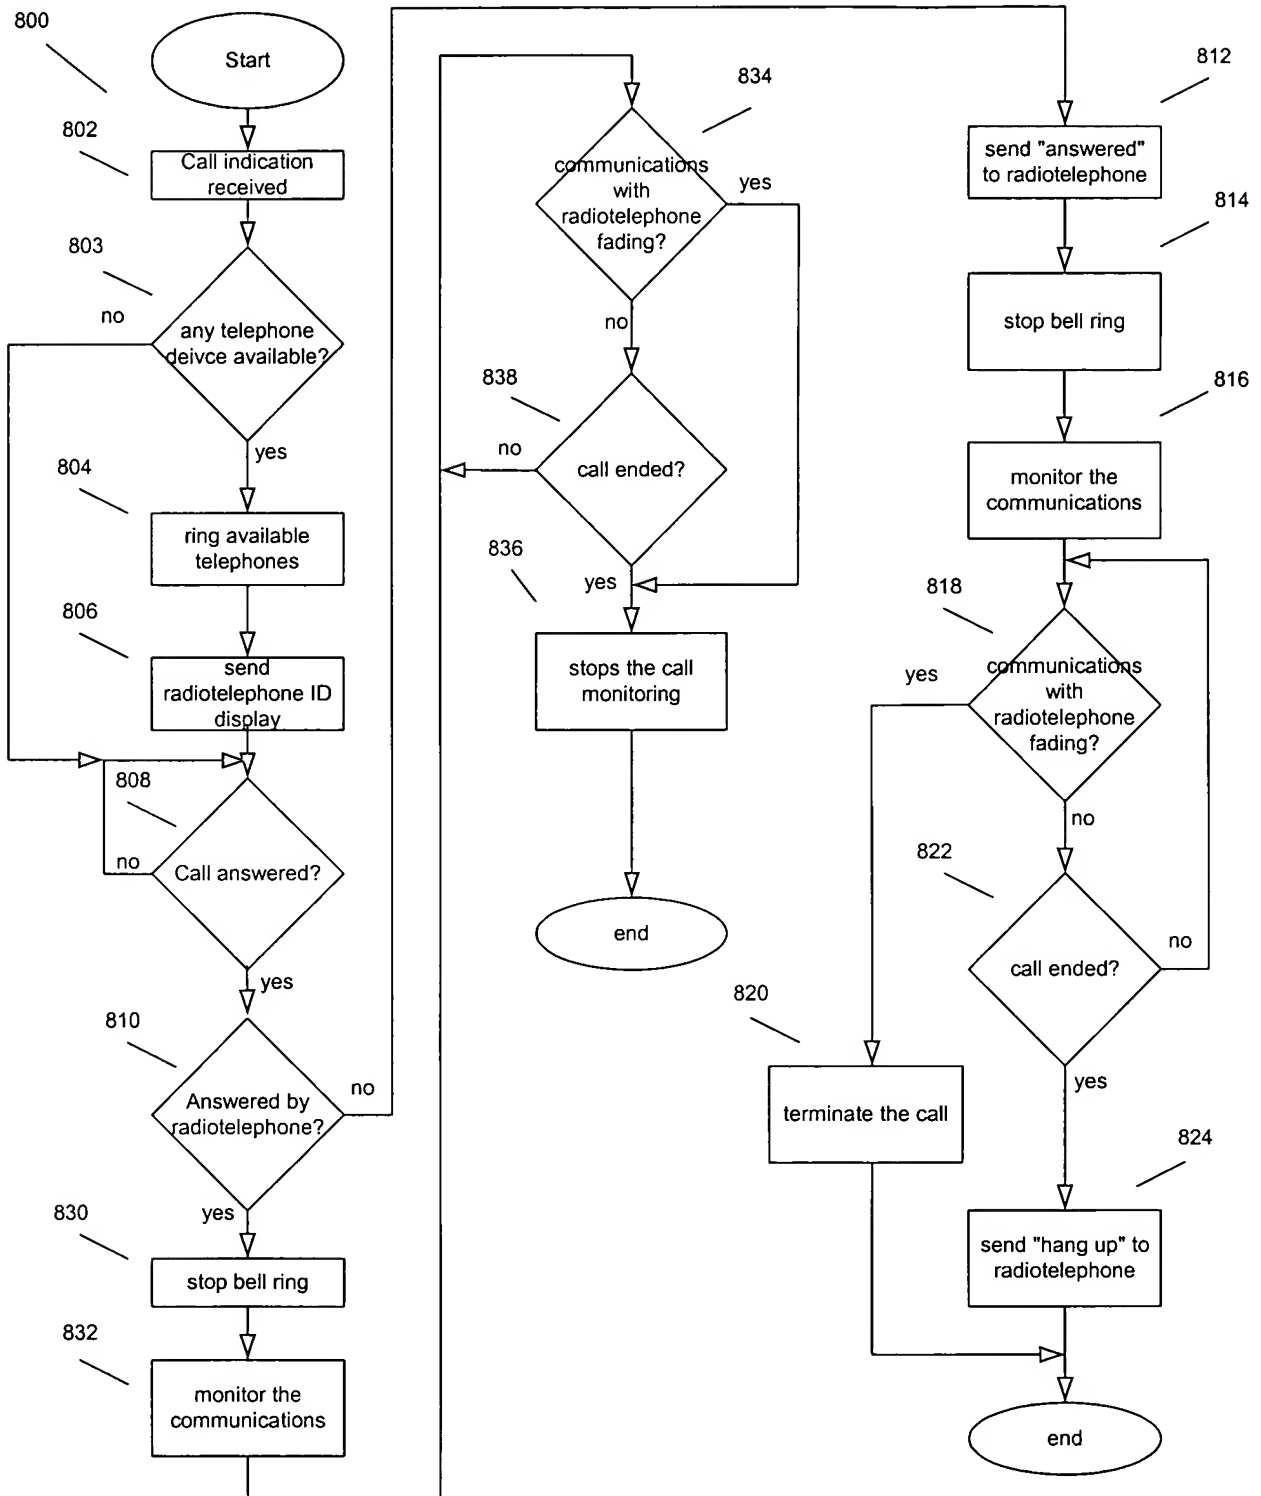 800
Start
802
Call indication
received
803
no
any telephone
deivce available?
yes
804
ring available
telephones
806
send
radiotelephone ID
display
808
no
Call answered?
yes
810
no
Answered by
radiotelephone?
yes
830
stop bell ring
832
monitor the
communications
834
communications
with
radiotelephone
fading?
yes
no
838
no
call ended?
836
yes
stops the call
monitoring
end
812
send "answered"
to radiotelephone
814
stop bell ring
816
monitor the
communications
818
yes
communications
with
radiotelephone
fading?
no
822
no
call ended?
820
yes
terminate the call
824
send "hang up" to
radiotelephone
end